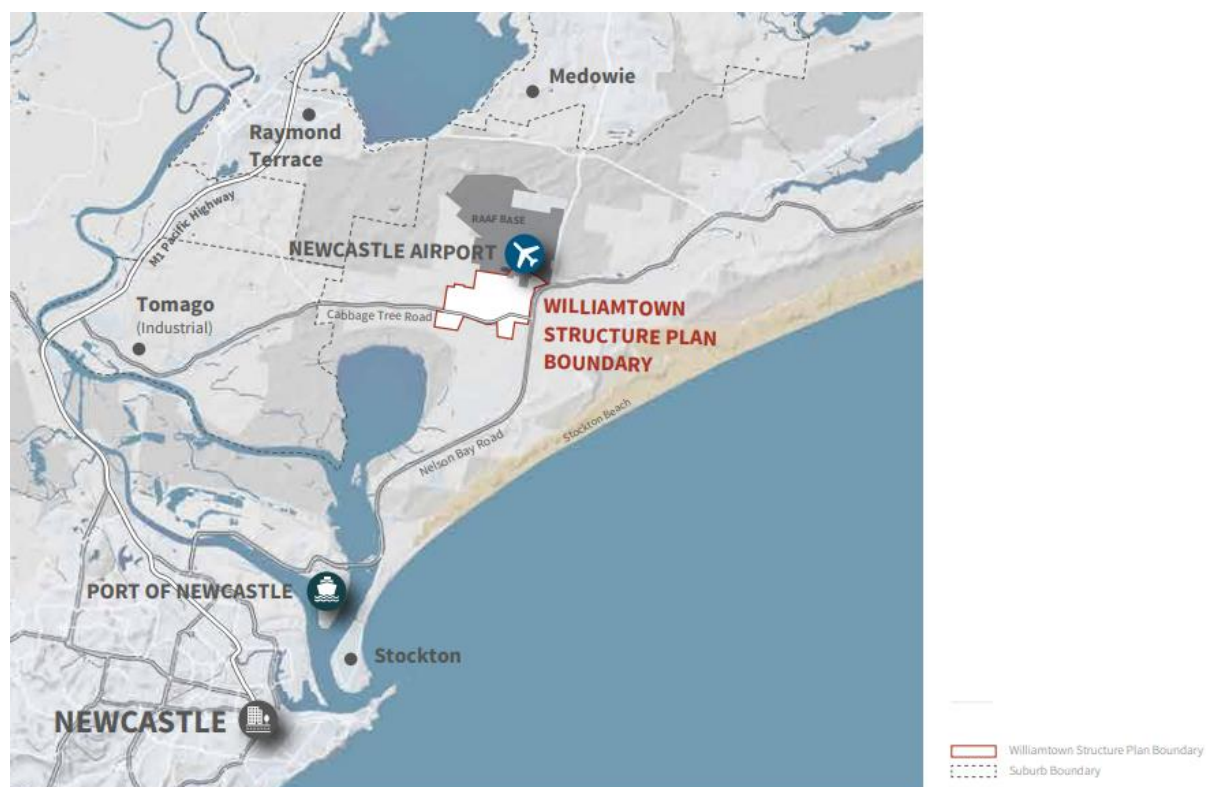 Medowie
Raymond
Terrace
M1 Pacific Highway
RAAF BASE
NEWCASTLE AIRPORT
Tomago
(Industrial)
Cabbage Tree Road
WILLIAMTOWN
STRUCTURE PLAN
BOUNDARY
Stockton Beach
Nelson Bay Road
PORT OF NEWCASTLE
Stockton
NEWCASTLE
Williamtown Structure Plan Boundary
Suburb Boundary